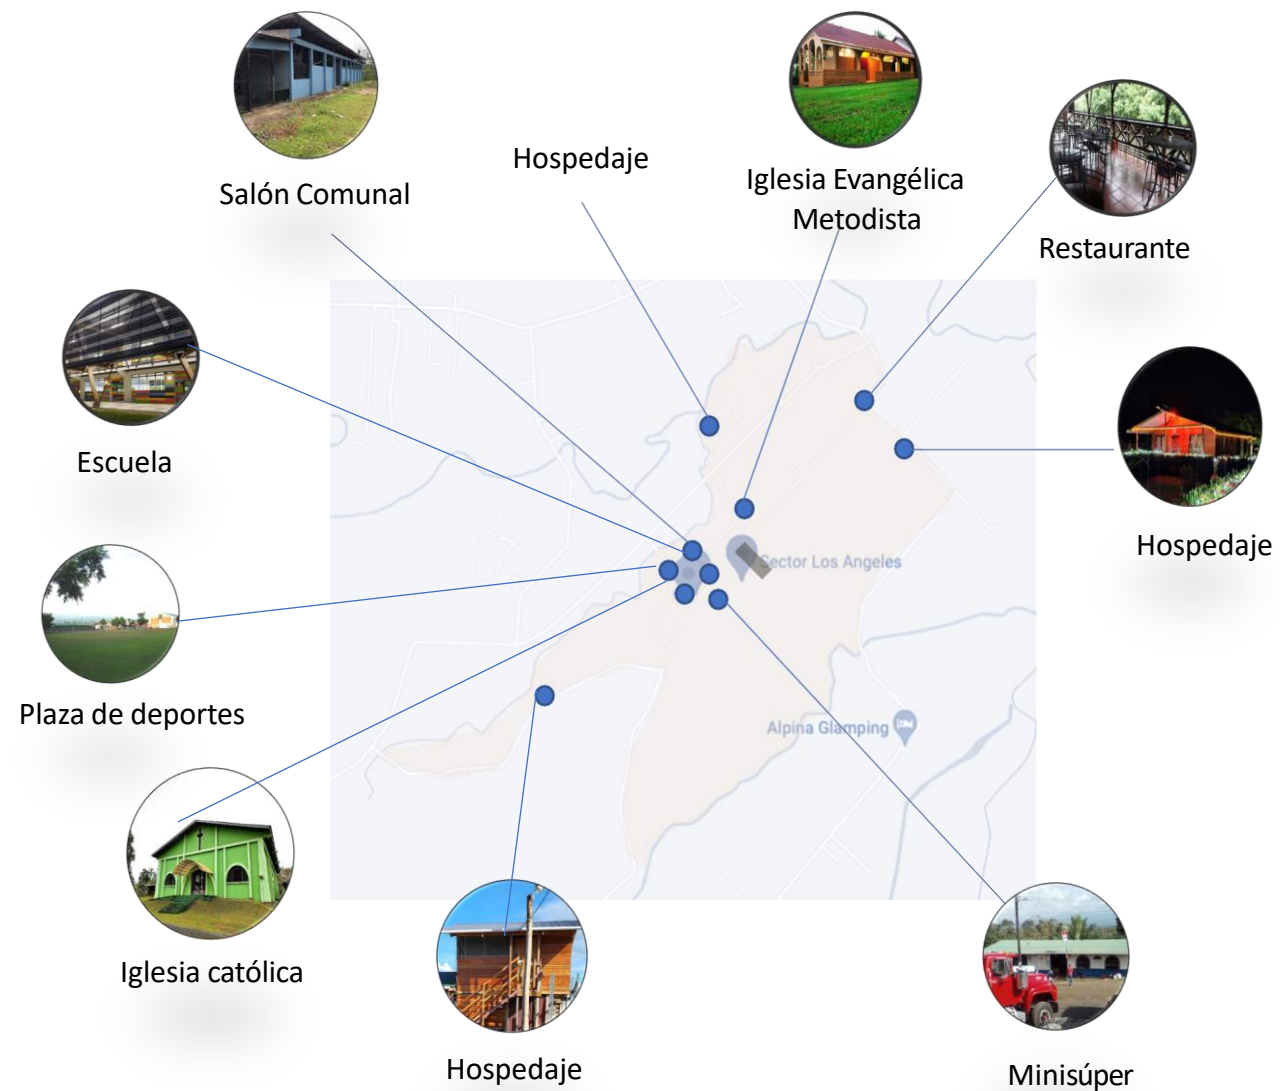 Hospedaje
Iglesia Evangélica
Metodista
Salón Comunal
Restaurante
Escuela
Hospedaje
Sector Los Angeles
Plaza de deportes
Alpina Glamping
Iglesia católica
Hospedaje
Minisúper